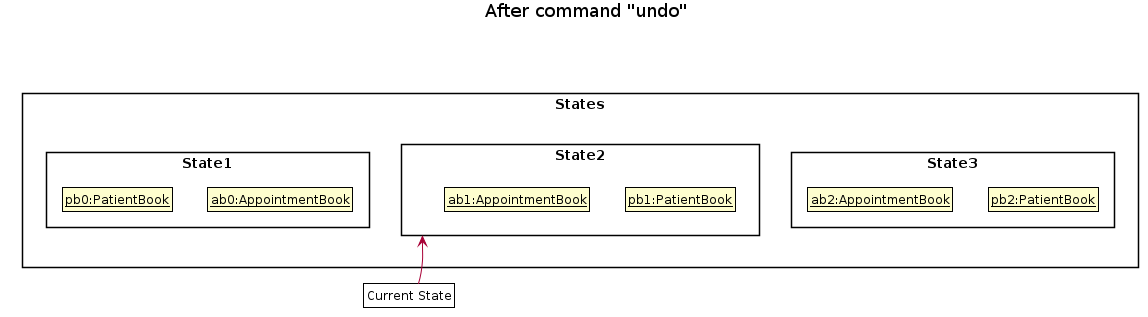 After command "undo"
States
State1
State2
State3
pb0:PatientBook
ab0:AppointmentBook
ab1:AppointmentBook
pb1:PatientBook
ab2:AppointmentBook
pb2:PatientBook
Current State